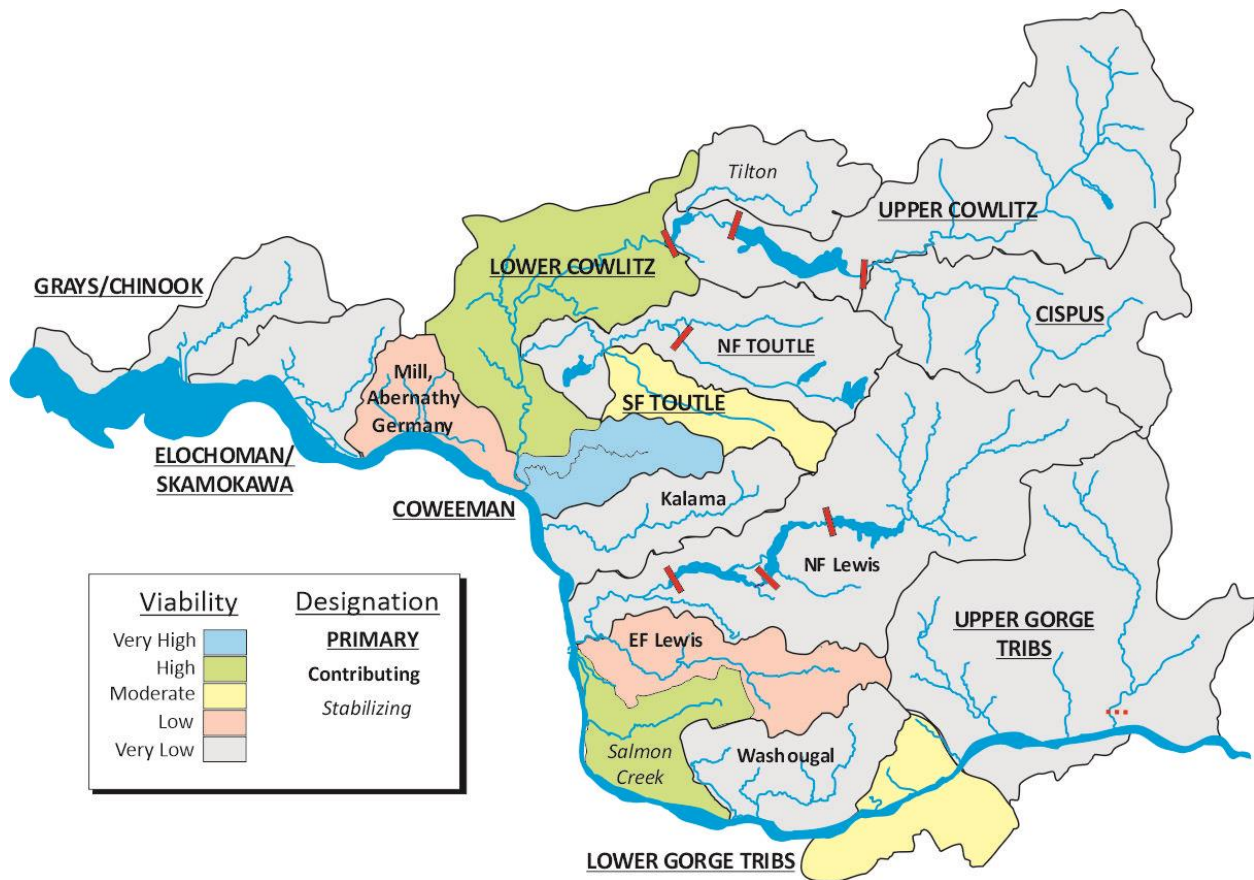 Tilton
UPPER COWLITZ
LOWER COWLITZ
GRAYS/CHINOOK
CISPUS
NF TOUTLE
Mill,
Abernathy
Germany
SF TOUTLE
ELOCHOMAN/
SKAMOKAWA
COWEEMAN
Kalama
NF Lewis
UPPER GORGE
TRIBS
EF Lewis
Salmon
Creek
Washougal
LOWER GORGE TRIBS
Viability
Very High
High
Moderate
Low
Very Low
Designation
PRIMARY
Contributing
Stabilizing